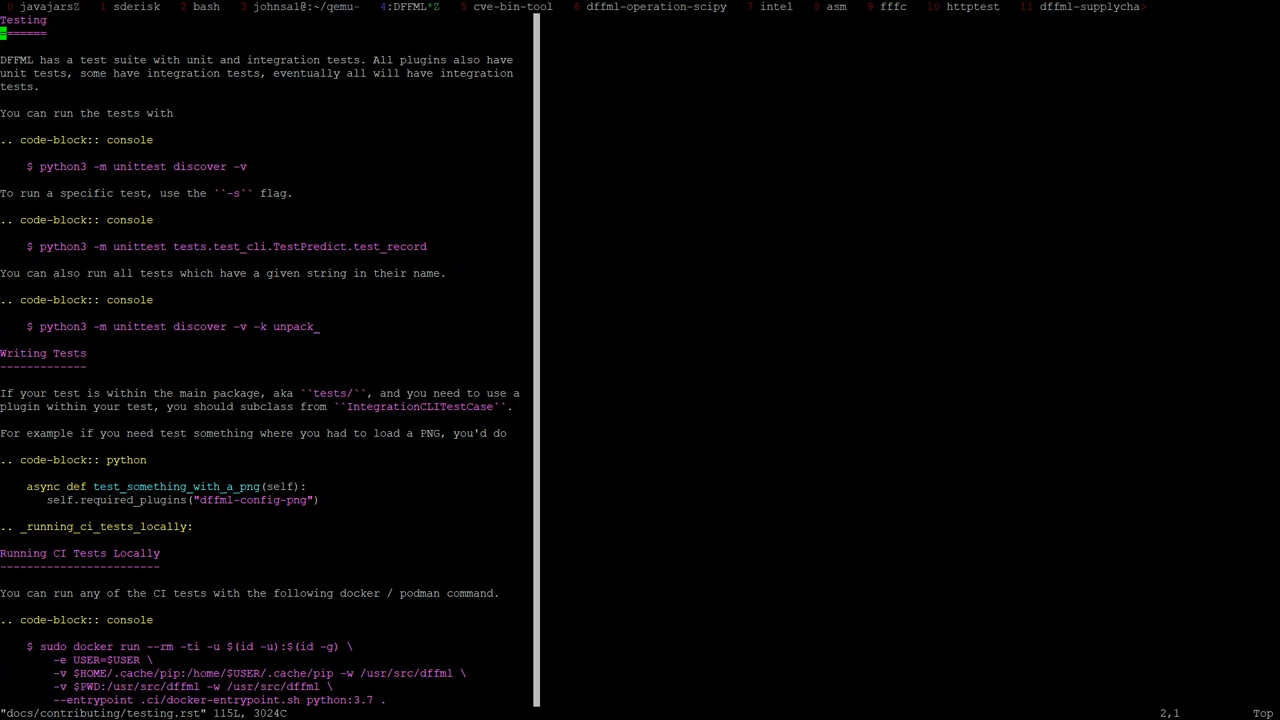 0 javajarsZ  1 sderisk  2 bash  3 johnsal@:~/qemu-  4:DFFML*Z  5 cve-bin-tool  6 dffml-operation-scipy  7 intel  8 asm  9 fffc  10 httptest  11 dffml-supplycha>
Testing
=======
DFFML has a test suite with unit and integration tests. All plugins also have
unit tests, some have integration tests, eventually all will have integration
tests.
You can run the tests with
.. code-block:: console
$ python3 -m unittest discover -v
To run a specific test, use the ``-s`` flag.
.. code-block:: console
$ python3 -m unittest tests.test_cli.TestPredict.test_record
You can also run all tests which have a given string in their name.
.. code-block:: console
$ python3 -m unittest discover -v -k unpack_
Writing Tests
-------------
If your test is within the main package, aka ``tests/``, and you need to use a
plugin within your test, you should subclass from ``IntegrationCLITestCase``.
For example if you need test something where you had to load a PNG, you'd do
.. code-block:: python
async def test_something_with_a_png(self):
self.required_plugins("dffml-config-png")
.. _running_ci_tests_locally:
Running CI Tests Locally
------------------------
You can run any of the CI tests with the following docker / podman command.
.. code-block:: console
$ sudo docker run --rm -ti -u $(id -u):$(id -g) \
-e USER=$USER \
-v $HOME/.cache/pip:/home/$USER/.cache/pip -w /usr/src/dffml \
-v $PWD:/usr/src/dffml -w /usr/src/dffml \
--entrypoint .ci/docker-entrypoint.sh python:3.7 .
"docs/contributing/testing.rst" 115L, 3024C  2,1  Top